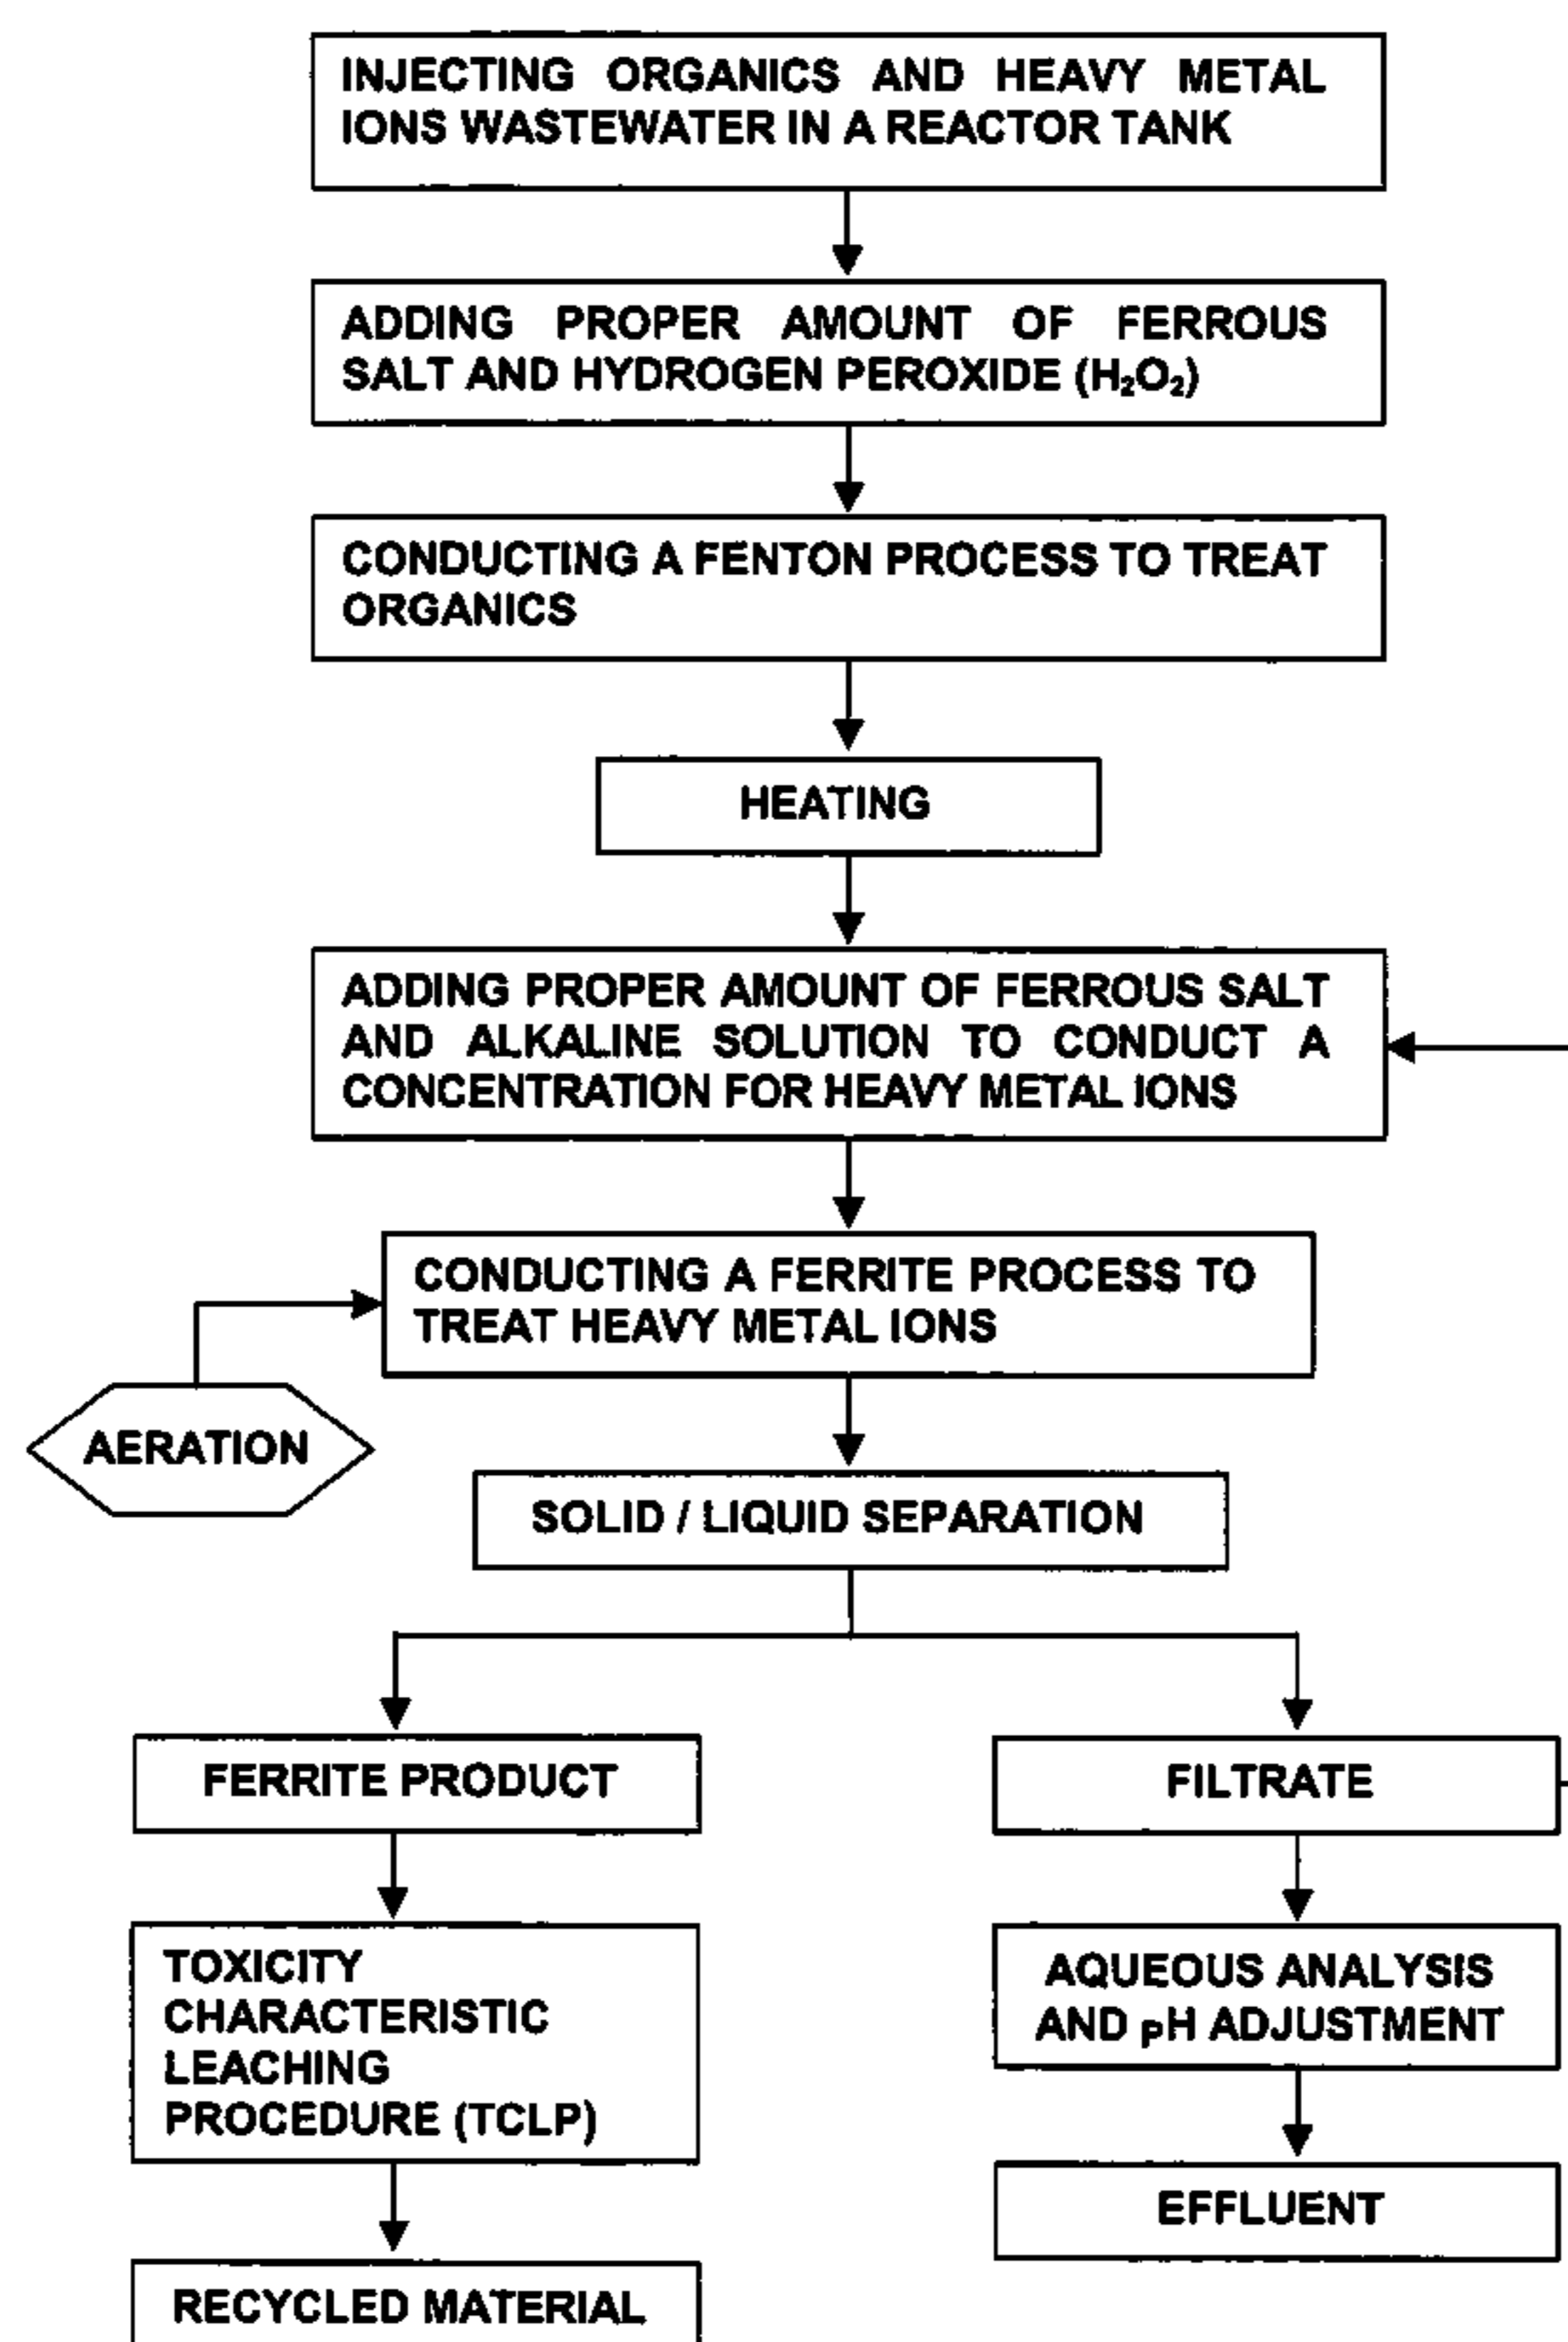 INJECTING ORGANICS AND HEAVY METAL
IONS WASTEWATER IN A REACTOR TANK
ADDING PROPER AMOUNT OF FERROUS
SALT AND HYDROGEN PEROXIDE (H₂O₂)
CONDUCTING A FENTON PROCESS TO TREAT
ORGANICS
HEATING
ADDING PROPER AMOUNT OF FERROUS SALT
AND ALKALINE SOLUTION TO CONDUCT A
CONCENTRATION FOR HEAVY METAL IONS
CONDUCTING A FERRITE PROCESS TO
TREAT HEAVY METAL IONS
AERATION
SOLID / LIQUID SEPARATION
FERRITE PRODUCT
FILTRATE
TOXICITY
CHARACTERISTIC
LEACHING
PROCEDURE (TCLP)
AQUEOUS ANALYSIS
AND pH ADJUSTMENT
EFFLUENT
RECYCLED MATERIAL